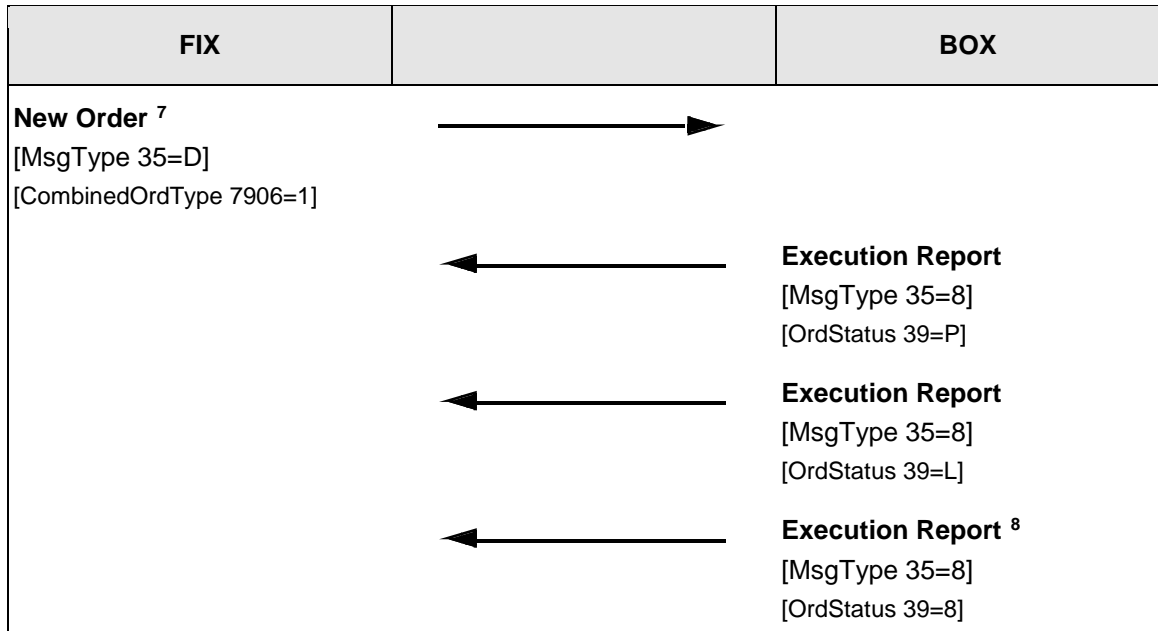 FIX BOX
New Order 7
[MsgType 35=D]
[CombinedOrdType 7906=1]
Execution Report
[MsgType 35=8]
[OrdStatus 39=P]
Execution Report
[MsgType 35=8]
[OrdStatus 39=L]
Execution Report 8
[MsgType 35=8]
[OrdStatus 39=8]